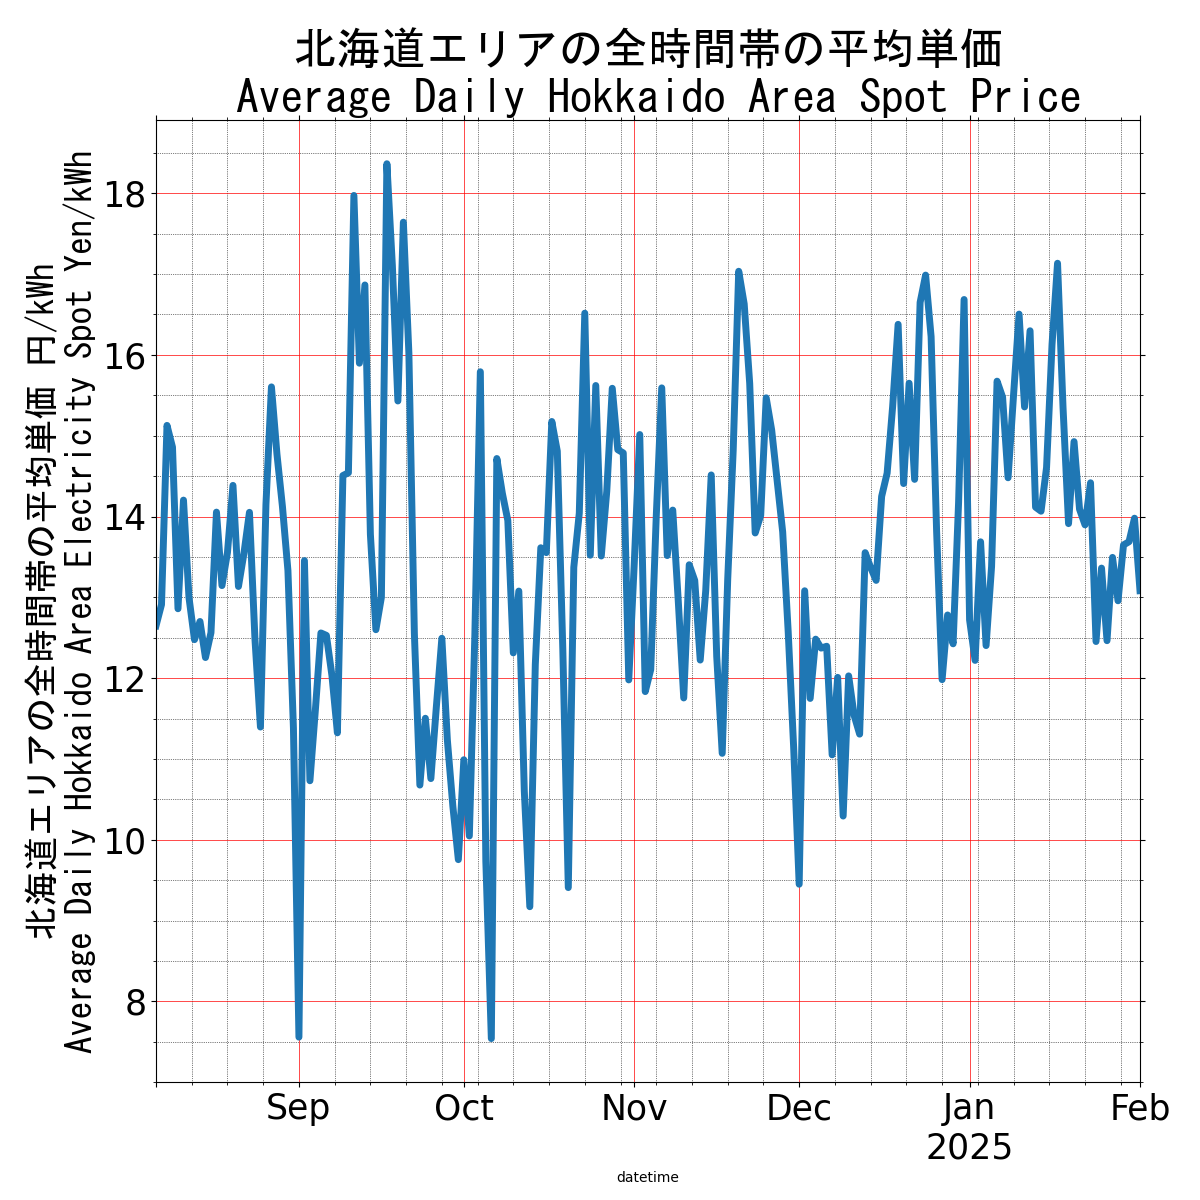 北海道エリアの全時間帯の平均単価
Average Daily Hokkaido Area Spot Price
北海道エリアの全時間帯の平均単価 円/kWh
Average Daily Hokkaido Area Electricity Spot Yen/kWh
18
16
14
12
10
8
Sep Oct Nov Dec Jan Feb
2025
datetime